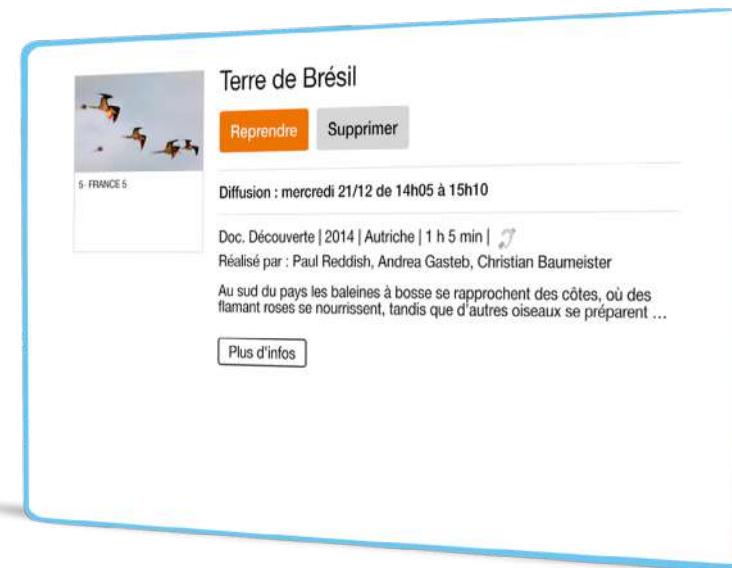 Terre de Brésil
Reprendre
Supprimer
5- FRANCE 5
Diffusion : mercredi 21/12 de 14h05 à 15h10
Doc. Découverte | 2014 | Autriche | 1 h 5 min |
Réalisé par : Paul Reddish, Andrea Gasteb, Christian Baumeister
Au sud du pays les baleines à bosse se rapprochent des côtes, où des
flamant roses se nourrissent, tandis que d'autres oiseaux se préparent …
Plus d'infos